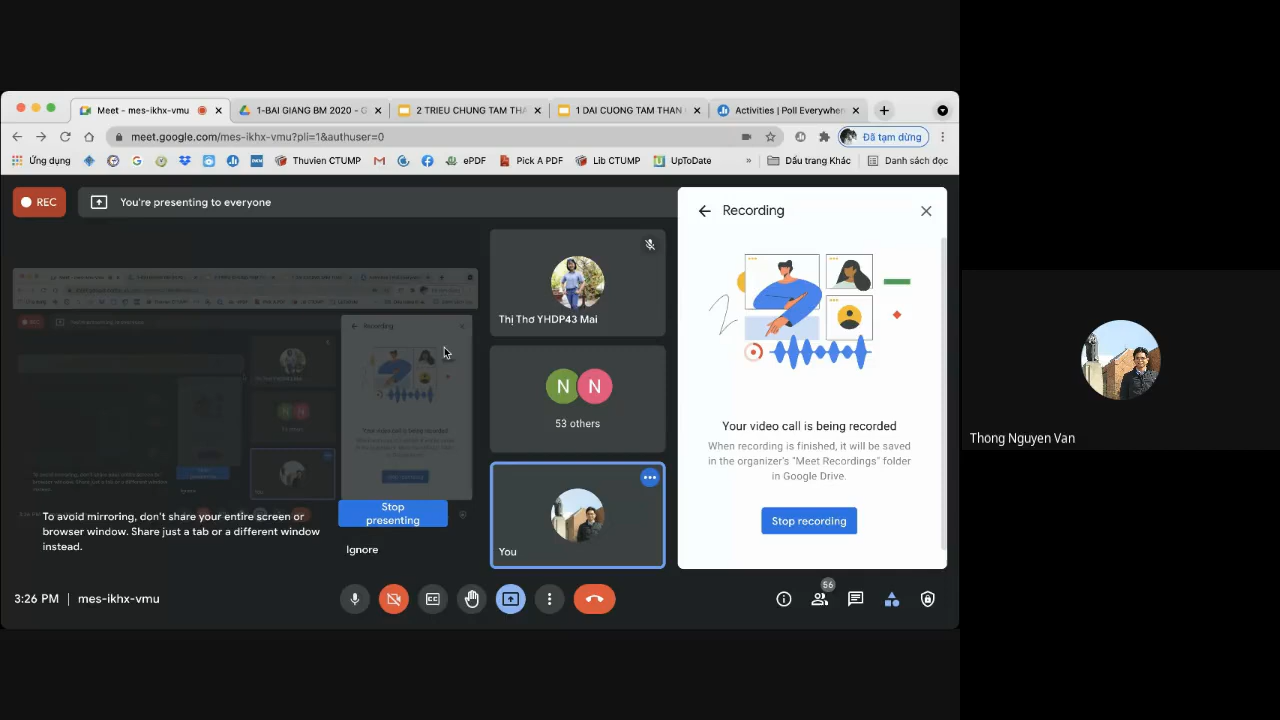 Meet - mes-ikhx-vmu
1-BAI GIANG BM 2020 - G
2 TRIEU CHUNG TAM THA
1 DAI CUONG TAM THAN
Activities | Poll Everywhere
meet.google.com/mes-ikhx-vmu?pli=1&authuser=0
Đã tạm dừng
Ứng dụng
Thuvien CTUMP
ePDF
Pick A PDF
Lib CTUMP
UpToDate
»
Dấu trang Khác
Danh sách đọc
REC
You're presenting to everyone
Recording
Thị Thơ YHDP43 Mai
N N
53 others
You
Your video call is being recorded
When recording is finished, it will be saved
in the organizer's "Meet Recordings" folder
in Google Drive.
Stop recording
To avoid mirroring, don't share your entire screen or
browser window. Share just a tab or a different window
instead.
Stop
presenting
Ignore
3:26 PM | mes-ikhx-vmu
56
Thong Nguyen Van